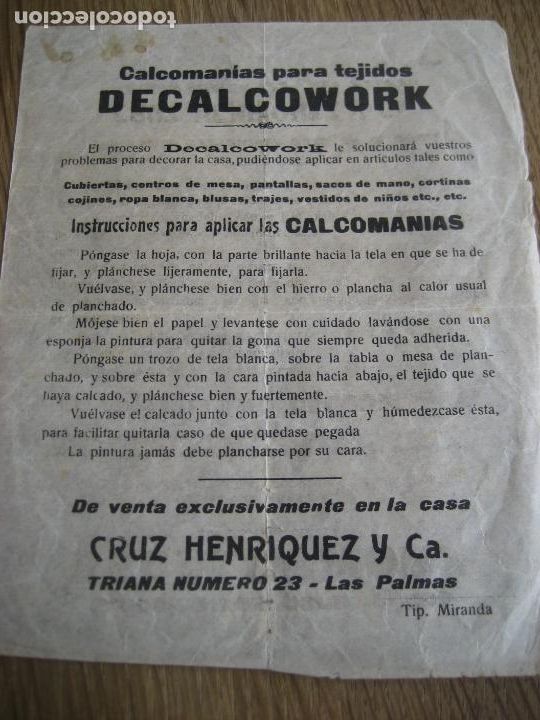 todocoleccion
Calcomanías para tejidos
DECALCOWORK
El proceso Decalcowork le solucionará vuestros
problemas para decorar la casa, pudiéndose aplicar en artículos tales como
Cubiertas, centros de mesa, pantallas, sacos de mano, cortinas
cojines, ropa blanca, blusas, trajes, vestidos de niños etc., etc.
Instrucciones para aplicar las CALCOMANIAS
Póngase la hoja, con la parte brillante hacia la tela en que se ha de
fijar, y plánchese lijeramente, para fijarla.
Vuélvase, y plánchese bien con el hierro o plancha al calor usual
de planchado.
Mójese bien el papel y levantese con cuidado lavándose con una
esponja la pintura para quitar la goma que siempre queda adherida.
Póngase un trozo de tela blanca, sobre la tabla o mesa de plan-
chado, y sobre ésta y con la cara pintada hacia abajo, el tejido que se
haya calcado, y plánchese bien y fuertemente.
Vuélvase el calcado junto con la tela blanca y húmedezcase ésta,
para facilitar quitarla caso de que quedase pegada
La pintura jamás debe plancharse por su cara.
De venta exclusivamente en la casa
CRUZ HENRIQUEZ Y Ca.
TRIANA NUMERO 23 - Las Palmas
Tip. Miranda
todocoleccion.net